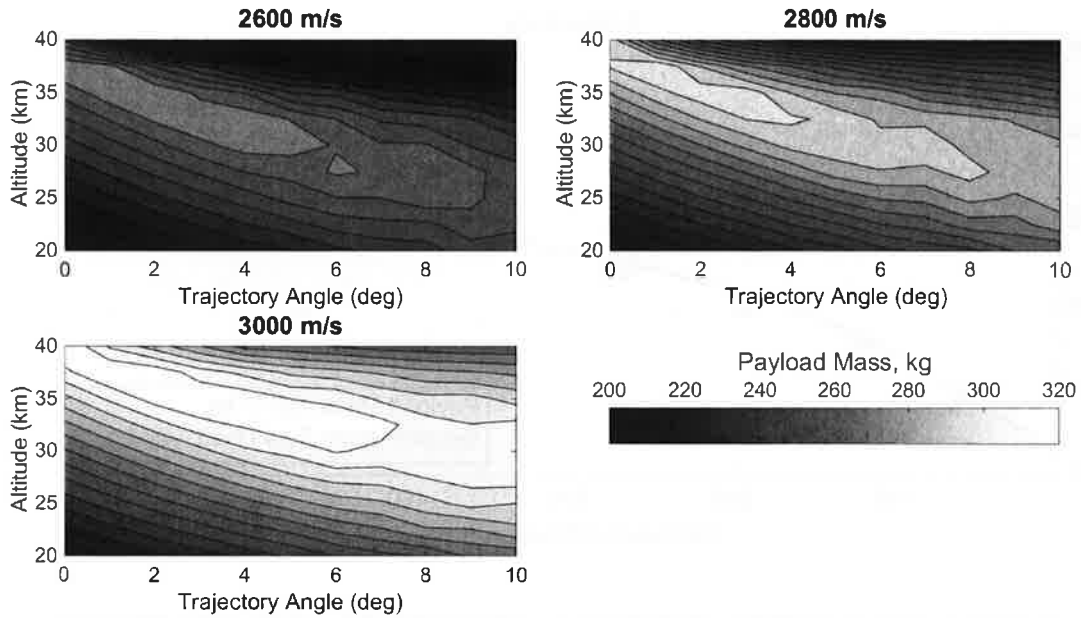 2600 m/s
40
35
30
25
20
Altitude (km)
0 2 4 6 8 10
Trajectory Angle (deg)
2800 m/s
40
35
30
25
20
Altitude (km)
0 2 4 6 8 10
Trajectory Angle (deg)
3000 m/s
40
35
30
25
20
Altitude (km)
0 2 4 6 8 10
Trajectory Angle (deg)
Payload Mass, kg
200 220 240 260 280 300 320